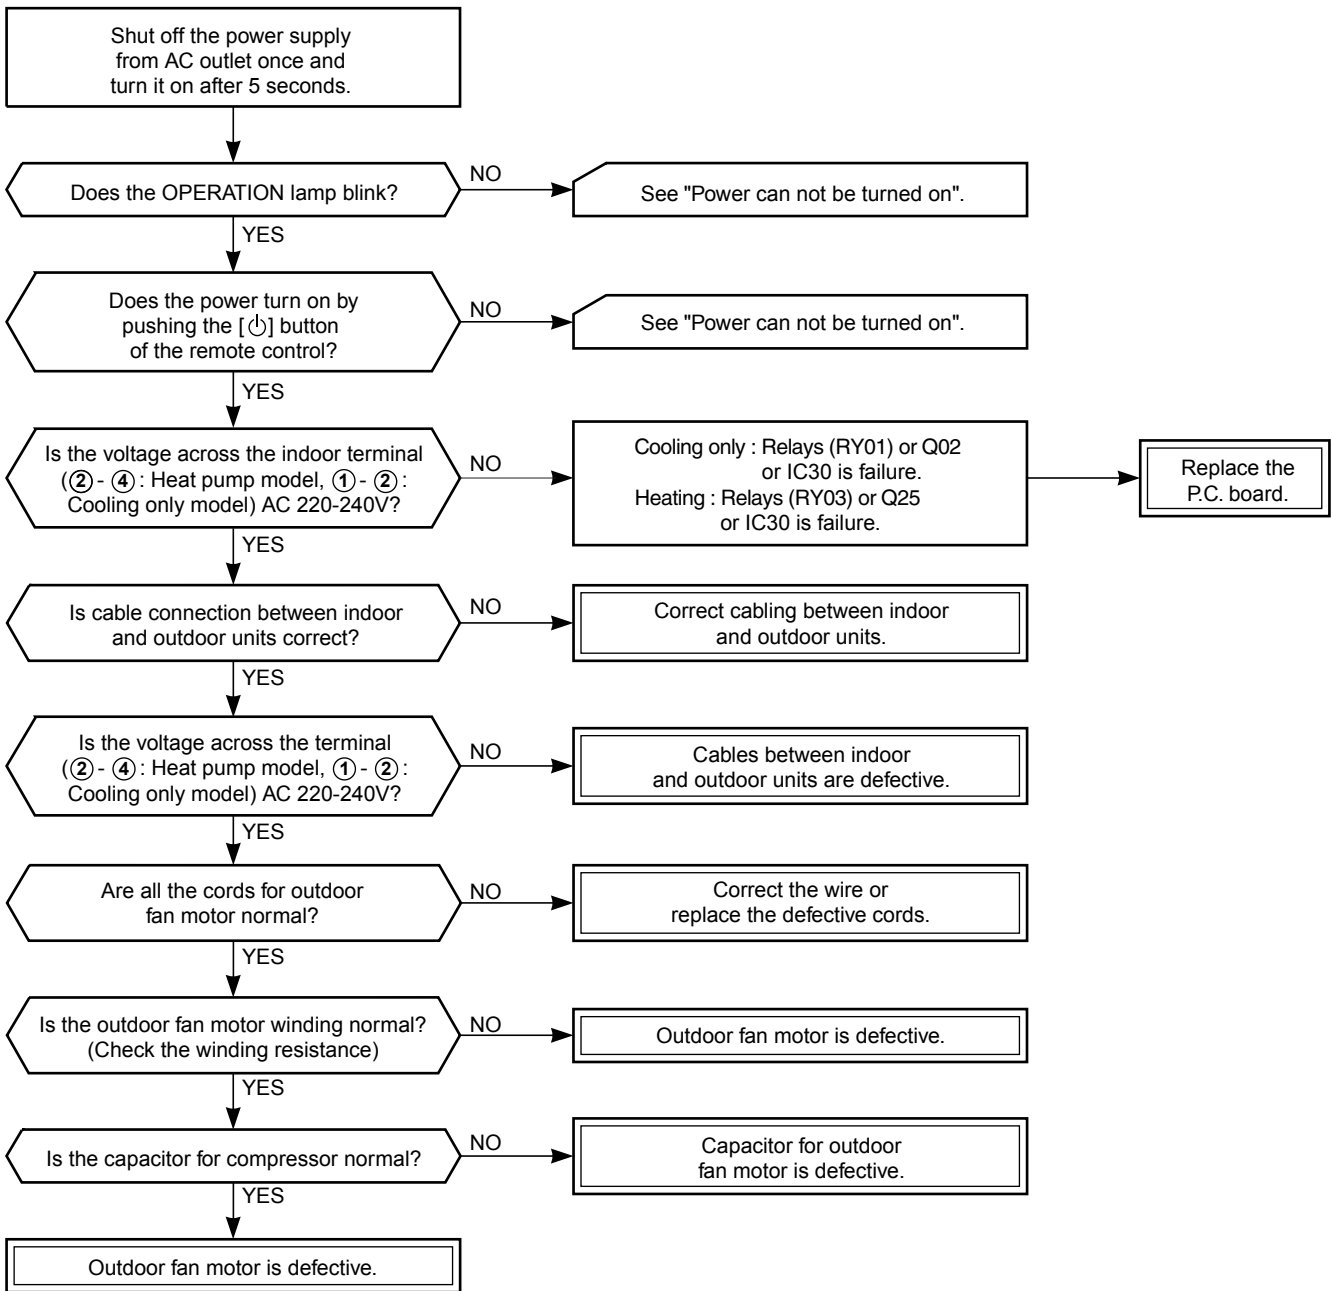 Shut off the power supply
from AC outlet once and
turn it on after 5 seconds.
Does the OPERATION lamp blink?
NO
See "Power can not be turned on".
YES
Does the power turn on by
pushing the [⏻] button
of the remote control?
NO
See "Power can not be turned on".
YES
Is the voltage across the indoor terminal
(② - ④ : Heat pump model, ① - ② :
Cooling only model) AC 220-240V?
NO
Cooling only : Relays (RY01) or Q02
or IC30 is failure.
Heating : Relays (RY03) or Q25
or IC30 is failure.
Replace the
P.C. board.
YES
Is cable connection between indoor
and outdoor units correct?
NO
Correct cabling between indoor
and outdoor units.
YES
Is the voltage across the terminal
(② - ④ : Heat pump model, ① - ② :
Cooling only model) AC 220-240V?
NO
Cables between indoor
and outdoor units are defective.
YES
Are all the cords for outdoor
fan motor normal?
NO
Correct the wire or
replace the defective cords.
YES
Is the outdoor fan motor winding normal?
(Check the winding resistance)
NO
Outdoor fan motor is defective.
YES
Is the capacitor for compressor normal?
NO
Capacitor for outdoor
fan motor is defective.
YES
Outdoor fan motor is defective.